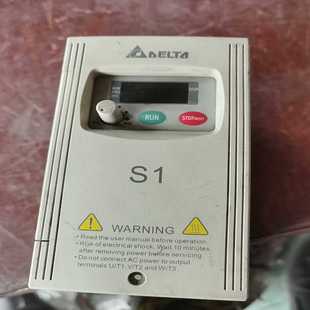 DELTA
RUN
STOP/RESET
S1
WARNING
Read the user manual before operation.
Risk of electrical shock. Wait 10 minutes
after removing power before servicing
Do not connect AC power to output
terminals U/T1, V/T2 and W/T3.